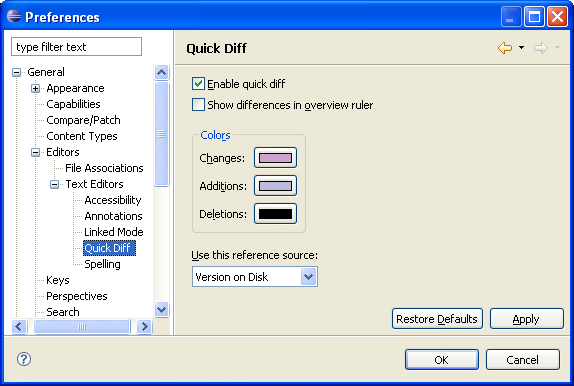 Preferences
type filter text
General
Appearance
Capabilities
Compare/Patch
Content Types
Editors
File Associations
Text Editors
Accessibility
Annotations
Linked Mode
Quick Diff
Spelling
Keys
Perspectives
Search
Quick Diff
Enable quick diff
Show differences in overview ruler
Colors
Changes:
Additions:
Deletions:
Use this reference source:
Version on Disk
Restore Defaults
Apply
?
OK
Cancel